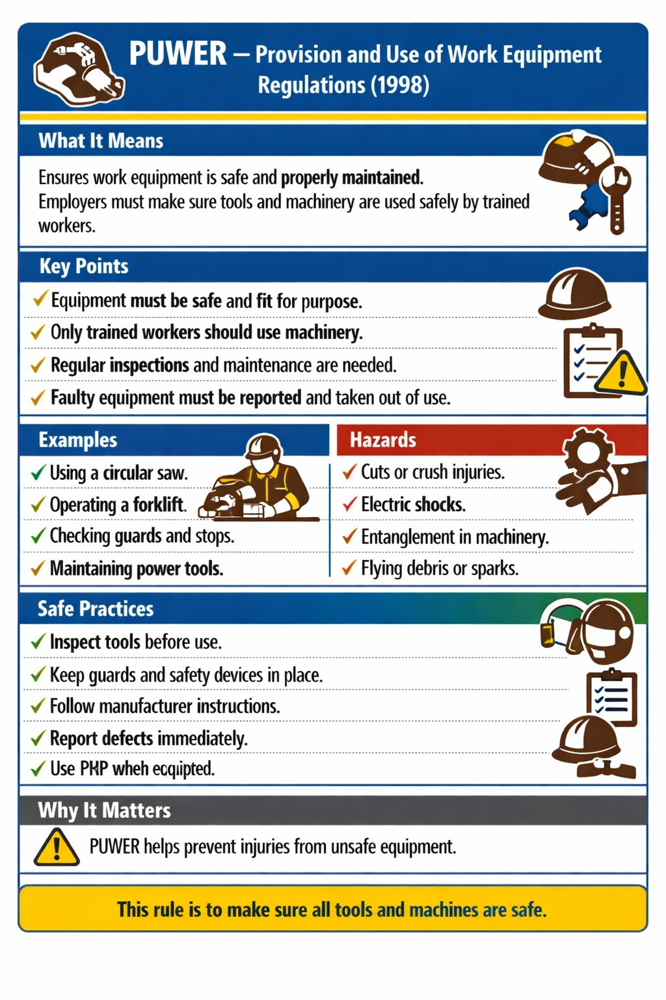 PUWER – Provision and Use of Work Equipment
Regulations (1998)
What It Means
Ensures work equipment is safe and properly maintained.
Employers must make sure tools and machinery are used safely by trained
workers.
Key Points
Equipment must be safe and fit for purpose.
Only trained workers should use machinery.
Regular inspections and maintenance are needed.
Faulty equipment must be reported and taken out of use.
Examples
Using a circular saw.
Operating a forklift.
Checking guards and stops.
Maintaining power tools.
Hazards
Cuts or crush injuries.
Electric shocks.
Entanglement in machinery.
Flying debris or sparks.
Safe Practices
Inspect tools before use.
Keep guards and safety devices in place.
Follow manufacturer instructions.
Report defects immediately.
Use
Why It Matters
PUWER helps prevent injuries from unsafe equipment.
This rule is to make sure all tools and machines are safe.